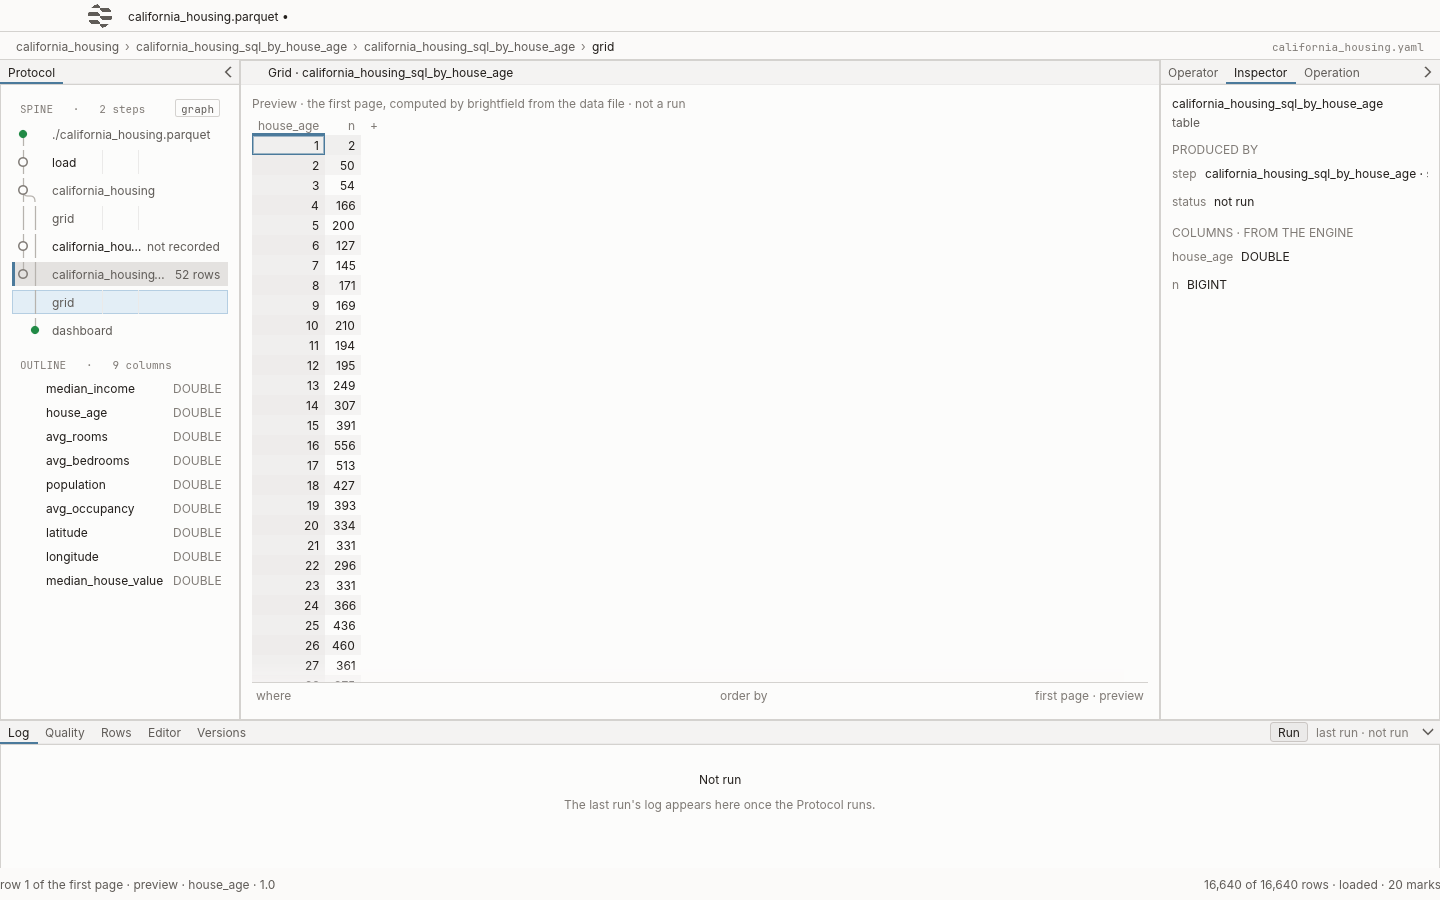 california_housing.parquet •
california_housing › california_housing_sql_by_house_age › california_housing_sql_by_house_age › grid
california_housing.yaml
Protocol
SPINE · 2 steps graph
./california_housing.parquet
load
california_housing
grid
california_hou... not recorded
california_housing... 52 rows
grid
dashboard
OUTLINE · 9 columns
median_income DOUBLE
house_age DOUBLE
avg_rooms DOUBLE
avg_bedrooms DOUBLE
population DOUBLE
avg_occupancy DOUBLE
latitude DOUBLE
longitude DOUBLE
median_house_value DOUBLE
Grid · california_housing_sql_by_house_age
Preview · the first page, computed by brightfield from the data file · not a run
house_age n +
1 2
2 50
3 54
4 166
5 200
6 127
7 145
8 171
9 169
10 210
11 194
12 195
13 249
14 307
15 391
16 556
17 513
18 427
19 393
20 334
21 331
22 296
23 331
24 366
25 436
26 460
27 361
where order by first page · preview
Operator Inspector Operation
california_housing_sql_by_house_age
table
PRODUCED BY
step california_housing_sql_by_house_age ·
status not run
COLUMNS · FROM THE ENGINE
house_age DOUBLE
n BIGINT
Log Quality Rows Editor Versions
Run last run · not run
Not run
The last run's log appears here once the Protocol runs.
row 1 of the first page · preview · house_age · 1.0
16,640 of 16,640 rows · loaded · 20 marks